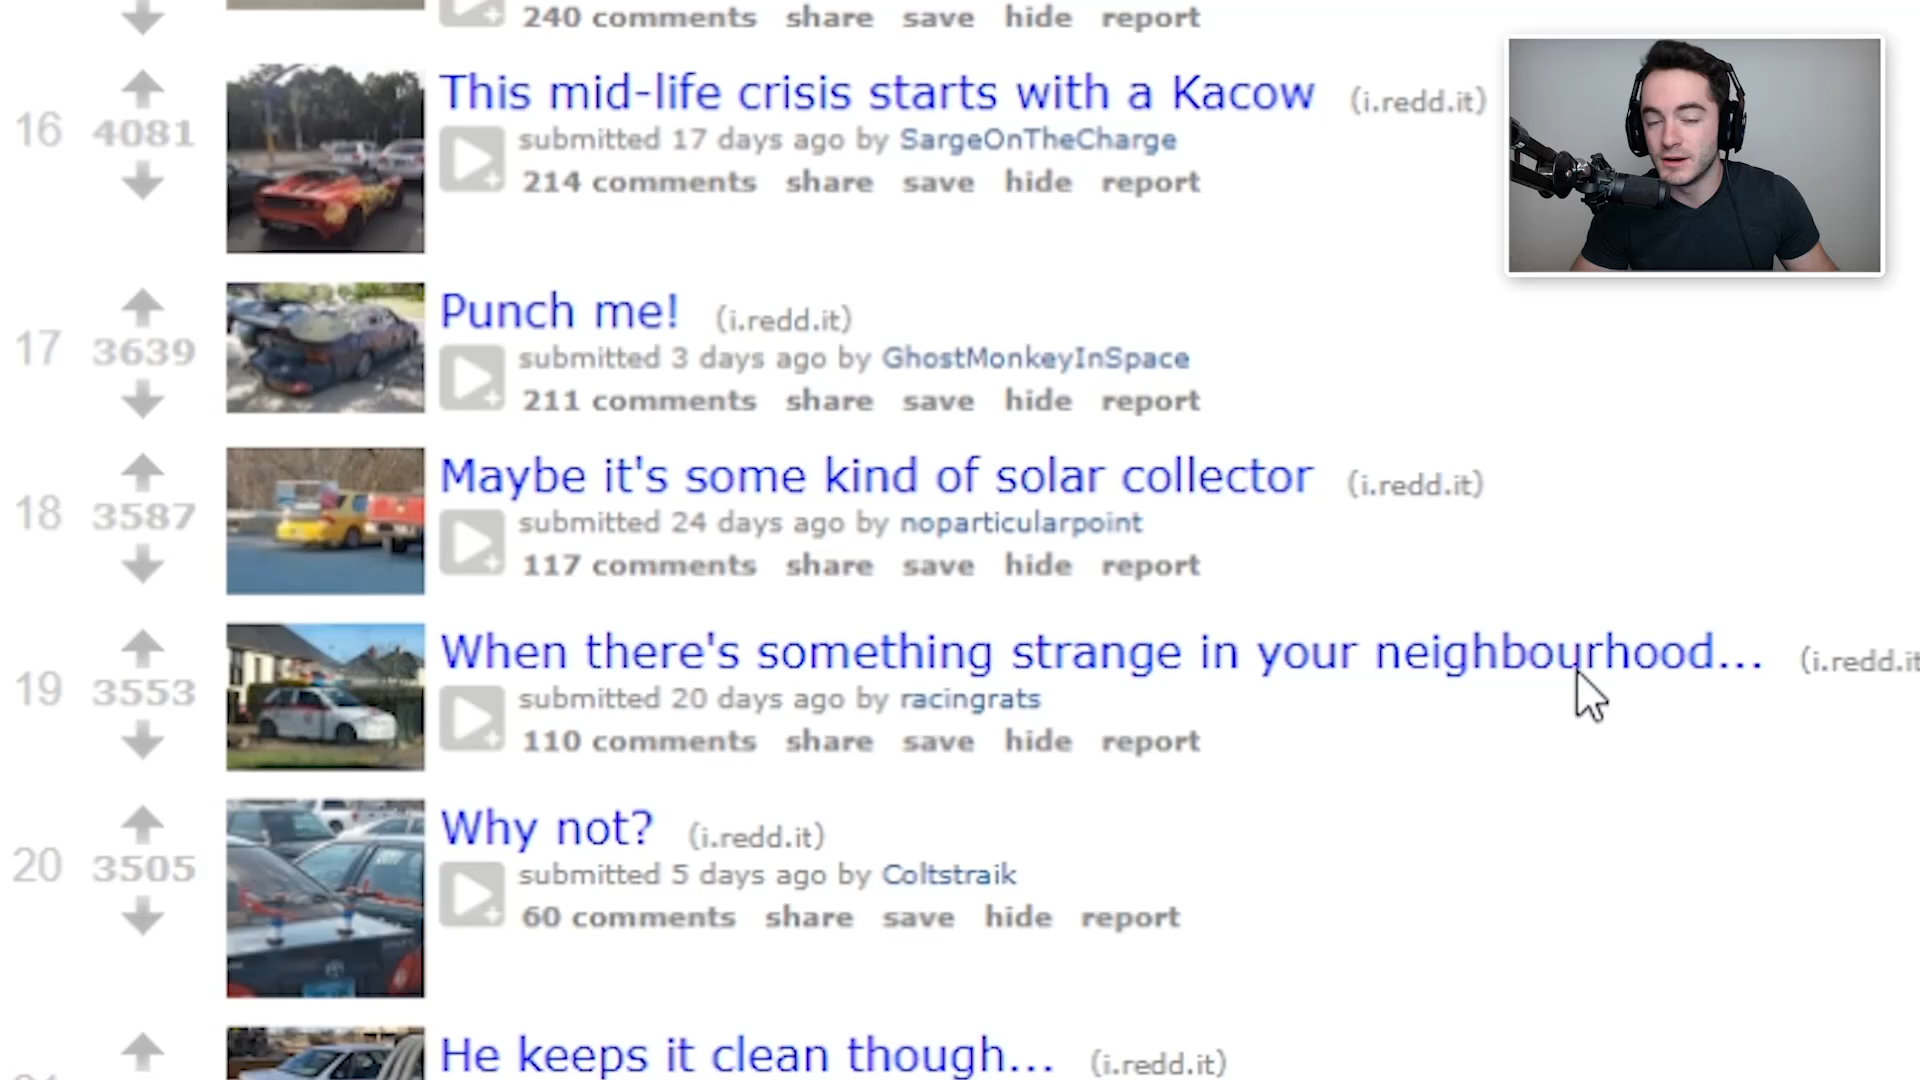 240 comments share save hide report
16
4081
This mid-life crisis starts with a Kacow (i.redd.it)
submitted 17 days ago by SargeOnTheCharge
214 comments share save hide report
17
3639
Punch me! (i.redd.it)
submitted 3 days ago by GhostMonkeyInSpace
211 comments share save hide report
18
3587
Maybe it's some kind of solar collector (i.redd.it)
submitted 24 days ago by noparticularpoint
117 comments share save hide report
19
3553
When there's something strange in your neighbourhood... (i.redd.it
submitted 20 days ago by racingrats
110 comments share save hide report
20
3505
Why not? (i.redd.it)
submitted 5 days ago by Coltstraik
60 comments share save hide report
He keeps it clean though... (i.redd.it)